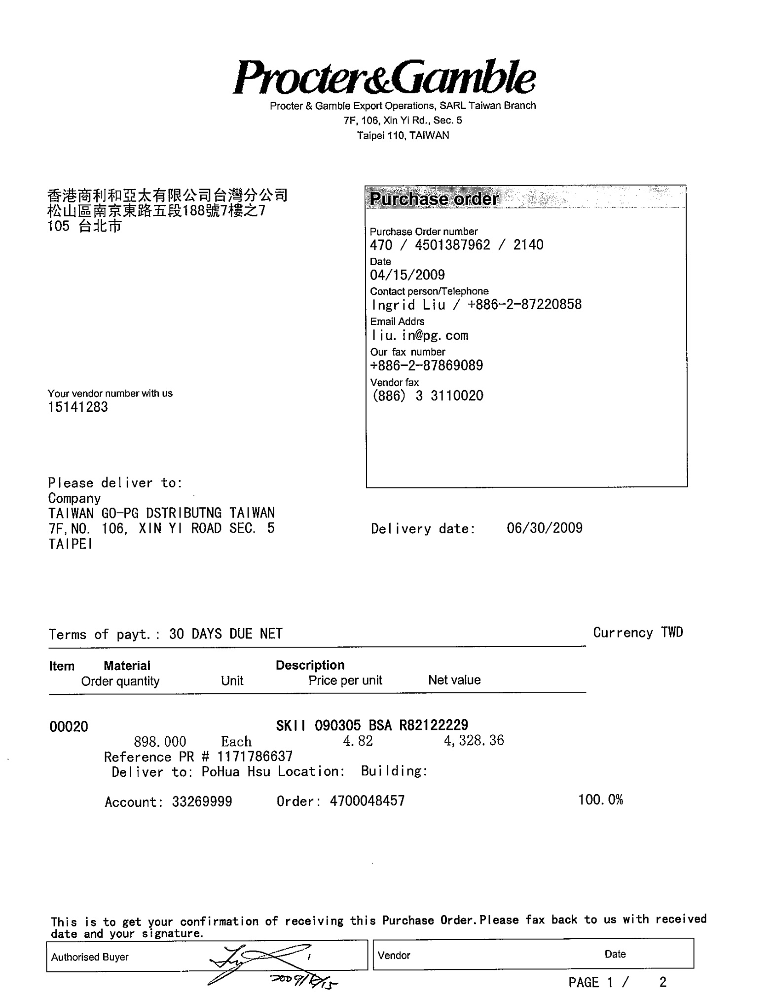 Procter&Gamble
Procter & Gamble Export Operations, SARL Taiwan Branch
7F, 106, Xin Yi Rd., Sec. 5
Taipei 110, TAIWAN
香港商利和亞太有限公司台灣分公司
松山區南京東路五段188號7樓之7
105 台北市
Purchase order
Purchase Order number
470 / 4501387962 / 2140
Date
04/15/2009
Contact person/Telephone
Ingrid Liu / +886-2-87220858
Email Addrs
liu.in@pg.com
Our fax number
+886-2-87869089
Vendor fax
(886) 3 3110020
Your vendor number with us
15141283
Please deliver to:
Company
TAIWAN GO-PG DSTRIBUTNG TAIWAN
7F,NO. 106, XIN YI ROAD SEC. 5
TAIPEI
Delivery date: 06/30/2009
Terms of payt.: 30 DAYS DUE NET Currency TWD
Item Material Description
Order quantity Unit Price per unit Net value
00020 SKII 090305 BSA R82122229
898.000 Each 4.82 4,328.36
Reference PR # 1171786637
Deliver to: PoHua Hsu Location: Building:
Account: 33269999 Order: 4700048457 100.0%
This is to get your confirmation of receiving this Purchase Order.Please fax back to us with received
date and your signature.
Authorised Buyer
Vendor Date
PAGE 1 / 2